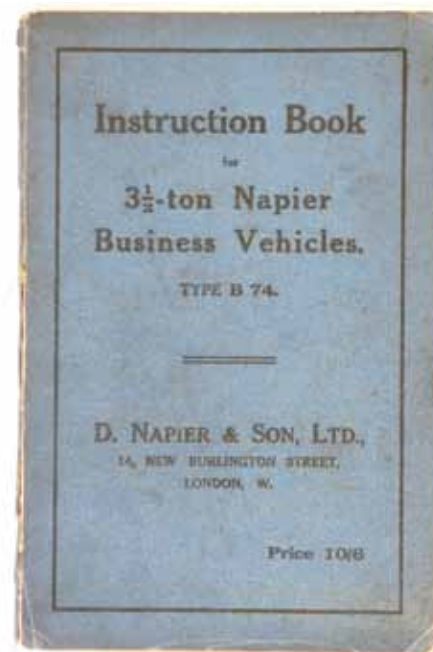 Instruction Book
for
3½-ton Napier
Business Vehicles.
TYPE B 74.
D. NAPIER & SON, LTD.,
14, NEW BURLINGTON STREET,
LONDON, W.
Price 10/6